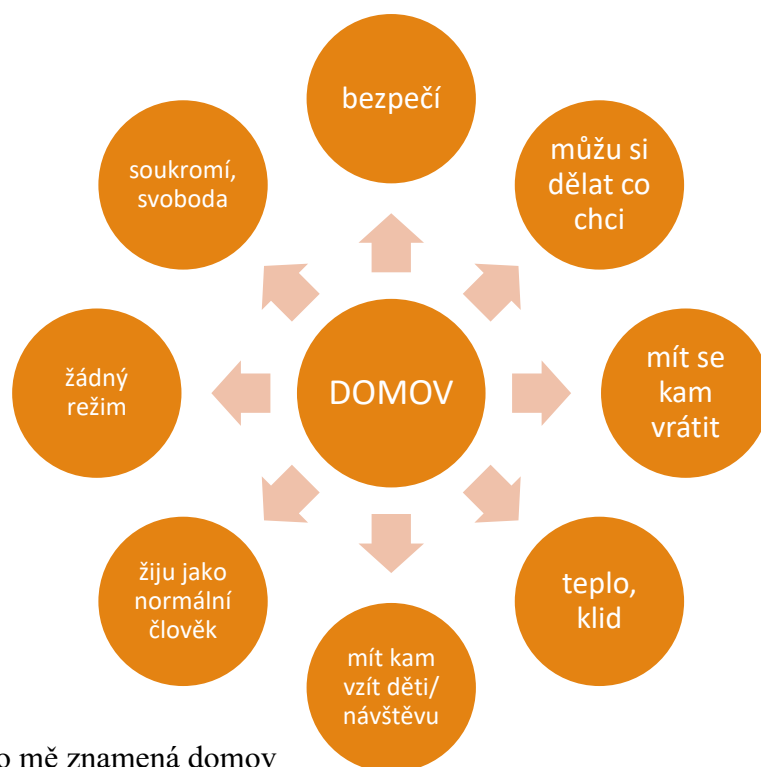 bezpečí
můžu si
dělat co
chci
mít se
kam
vrátit
teplo,
klid
mít kam
vzít děti/
návštěvu
žiju jako
normální
člověk
žádný
režim
soukromí,
svoboda
DOMOV
o mě znamená domov